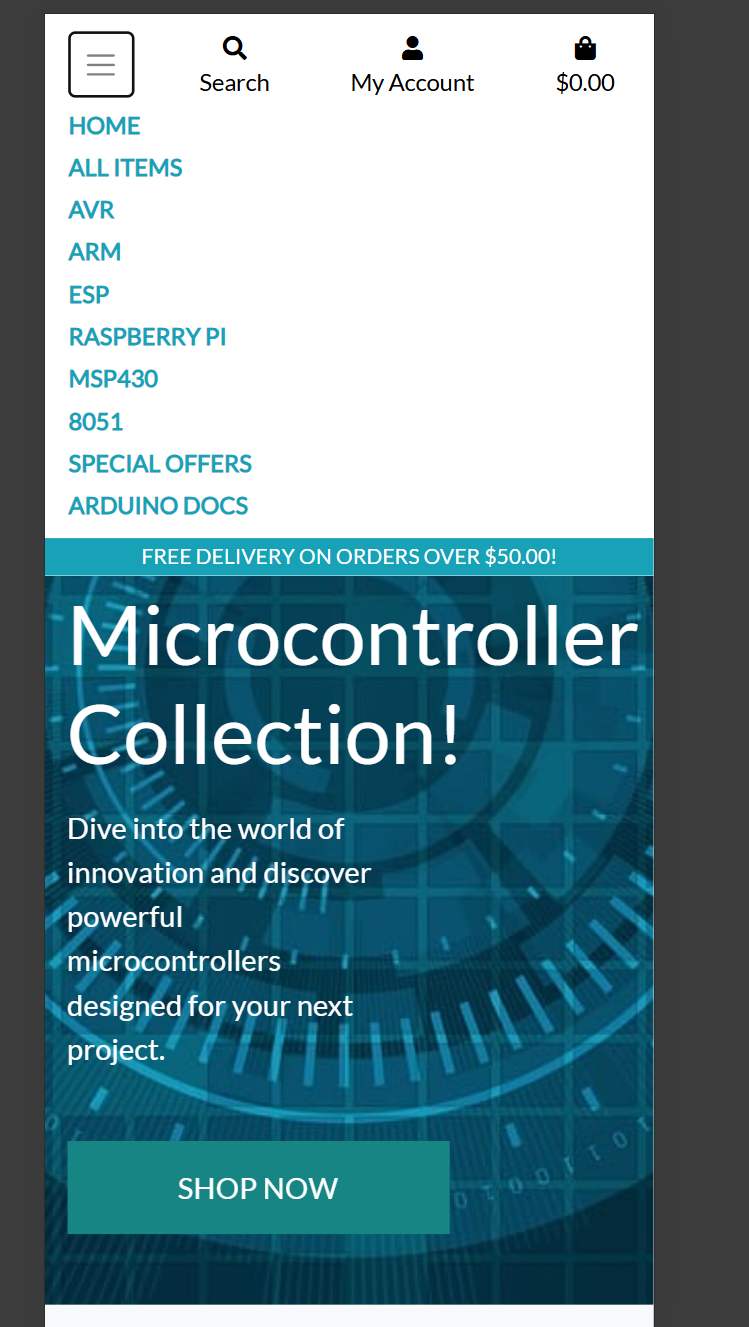 Search My Account $0.00
HOME
ALL ITEMS
AVR
ARM
ESP
RASPBERRY PI
MSP430
8051
SPECIAL OFFERS
ARDUINO DOCS
FREE DELIVERY ON ORDERS OVER $50.00!
Microcontroller
Collection!
Dive into the world of
innovation and discover
powerful
microcontrollers
designed for your next
project.
SHOP NOW